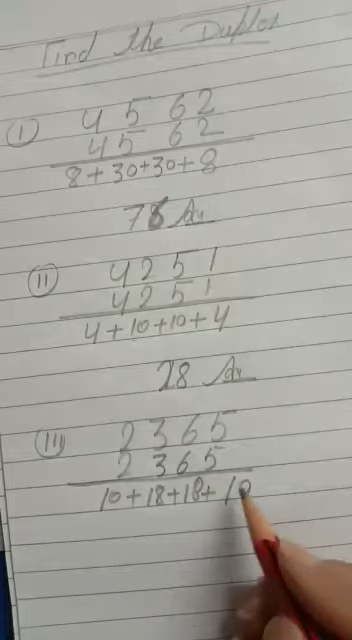 Find the Duplex
(I) 4 5 6 2
4 5 6 2
8 + 30 + 30 + 8
76 Ans
(II) 4 2 5 1
4 2 5 1
4 + 10 + 10 + 4
28 Ans
(III) 2 3 6 5
2 3 6 5
10 + 18 + 18 + 10